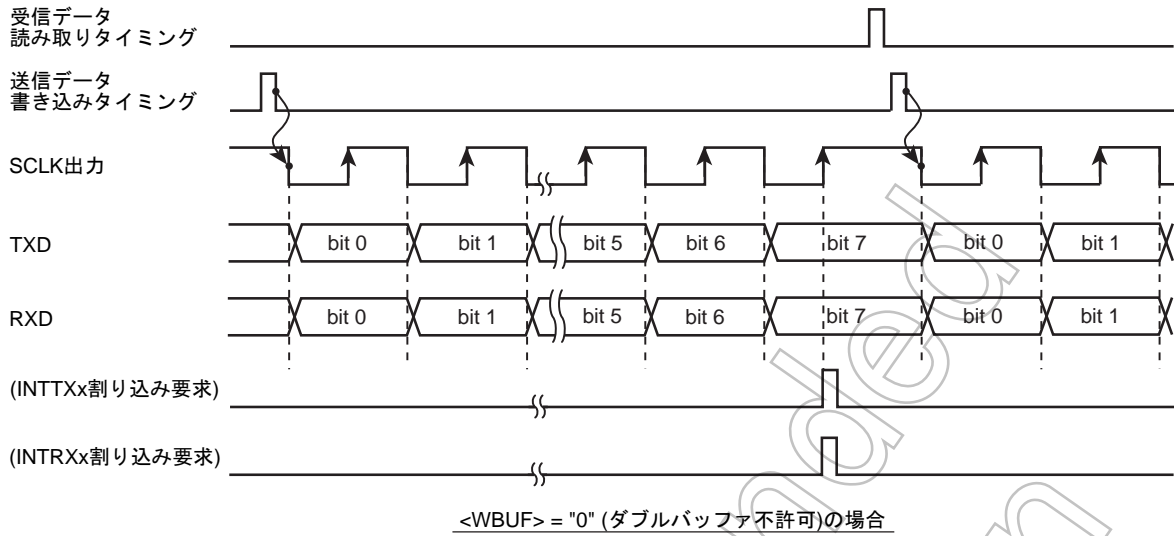 受信データ
読み取りタイミング
送信データ
書き込みタイミング
SCLK出力
TXD
bit 0
bit 1
bit 5
bit 6
bit 7
bit 0
bit 1
RXD
bit 0
bit 1
bit 5
bit 6
bit 7
bit 0
bit 1
(INTTXx割り込み要求)
(INTRXx割り込み要求)
<WBUF> = "0" (ダブルバッファ不許可)の場合